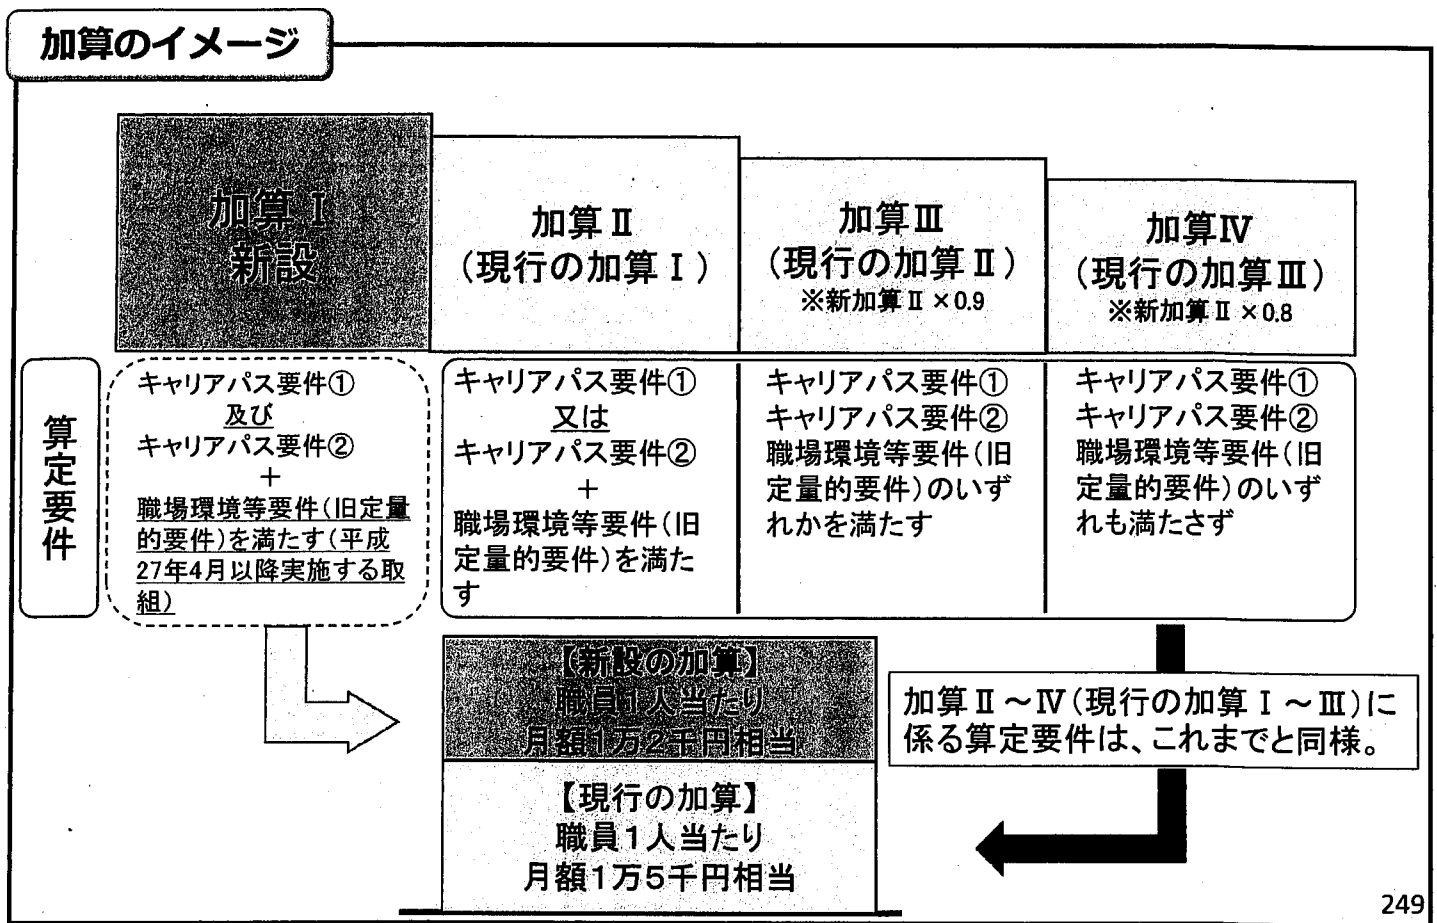 加算のイメージ
加算Ⅰ
新設
加算Ⅱ
（現行の加算Ⅰ）
加算Ⅲ
（現行の加算Ⅱ）
※新加算Ⅱ×0.9
加算Ⅳ
（現行の加算Ⅲ）
※新加算Ⅱ×0.8
算定要件
キャリアパス要件①
及び
キャリアパス要件②
＋
職場環境等要件（旧定量
的要件）を満たす（平成
27年4月以降実施する取
組）
キャリアパス要件①
又は
キャリアパス要件②
＋
職場環境等要件（旧
定量的要件）を満た
す
キャリアパス要件①
キャリアパス要件②
職場環境等要件（旧
定量的要件）のいず
れかを満たす
キャリアパス要件①
キャリアパス要件②
職場環境等要件（旧
定量的要件）のいず
れも満たさず
【新設の加算】
職員1人当たり
月額1万2千円相当
【現行の加算】
職員1人当たり
月額1万5千円相当
加算Ⅱ～Ⅳ（現行の加算Ⅰ～Ⅲ）に
係る算定要件は、これまでと同様。
249